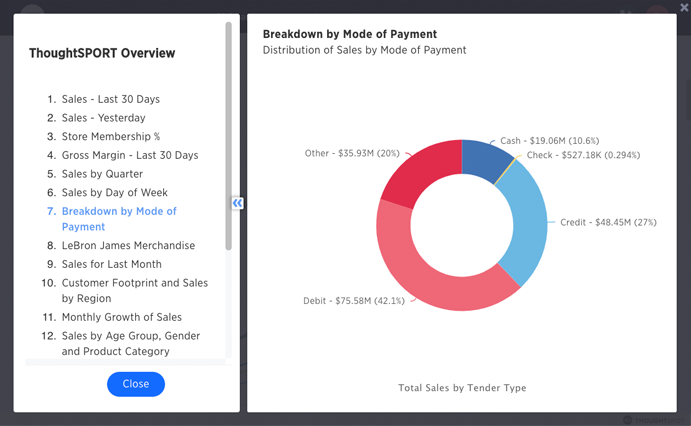 ThoughtSPORT Overview
1. Sales - Last 30 Days
2. Sales - Yesterday
3. Store Membership %
4. Gross Margin - Last 30 Days
5. Sales by Quarter
6. Sales by Day of Week
7. Breakdown by Mode of
Payment
8. LeBron James Merchandise
9. Sales for Last Month
10. Customer Footprint and Sales
by Region
11. Monthly Growth of Sales
12. Sales by Age Group, Gender
and Product Category
Close
Breakdown by Mode of Payment
Distribution of Sales by Mode of Payment
Cash - $19.06M (10.6%)
Other - $35.93M (20%)
Check - $527.18K (0.294%)
Credit - $48.45M (27%)
Debit - $75.58M (42.1%)
Total Sales by Tender Type